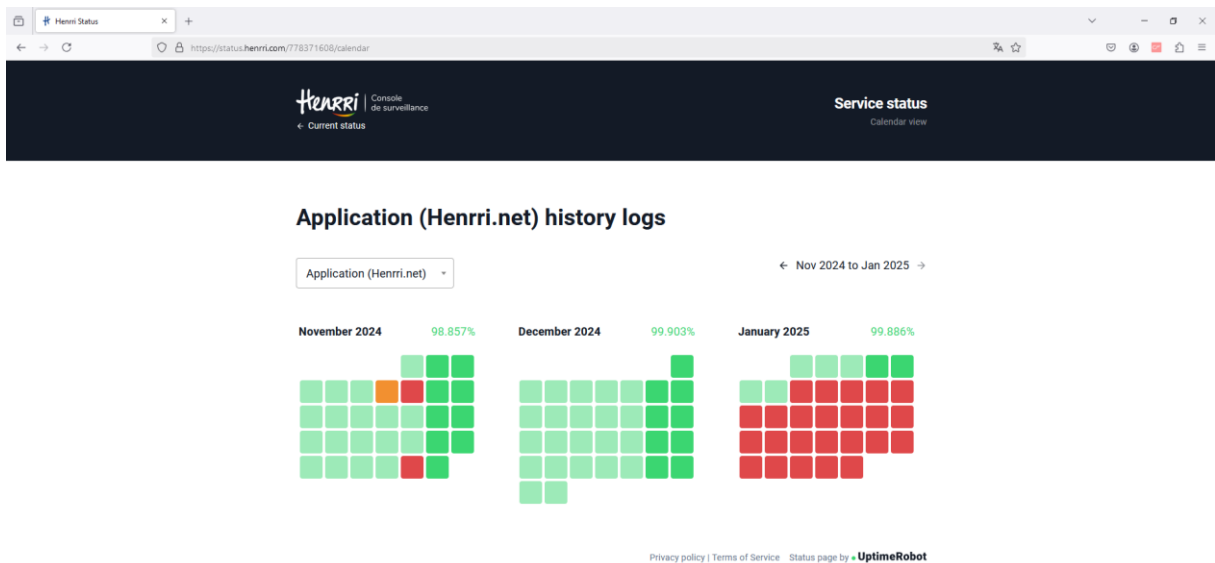 Henrri Status
https://status.henrri.com/778371608/calendar
Henrri
Console
de surveillance
← Current status
Service status
Calendar view
Application (Henrri.net) history logs
Application (Henrri.net)
← Nov 2024 to Jan 2025 →
November 2024 98.857%
December 2024 99.903%
January 2025 99.886%
Privacy policy | Terms of Service Status page by UptimeRobot